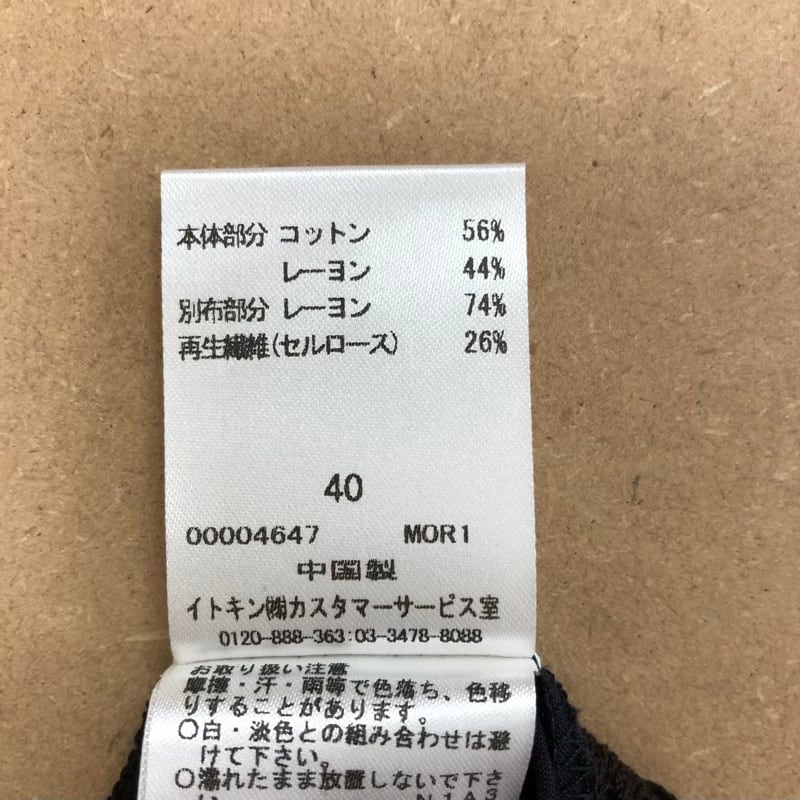 本体部分 コットン 56%
レーヨン 44%
別布部分 レーヨン 74%
再生繊維(セルロース) 26%
40
00004647 MOR1
中国製
イトキン㈱カスタマーサービス室
0120-888-363:03-3478-8088
お取り扱い注意
摩擦・汗・雨等で色落ち、色移
りすることがあります。
○白・淡色との組み合わせは避
けて下さい。
○濡れたまま放置しないで下さ
い N1A3